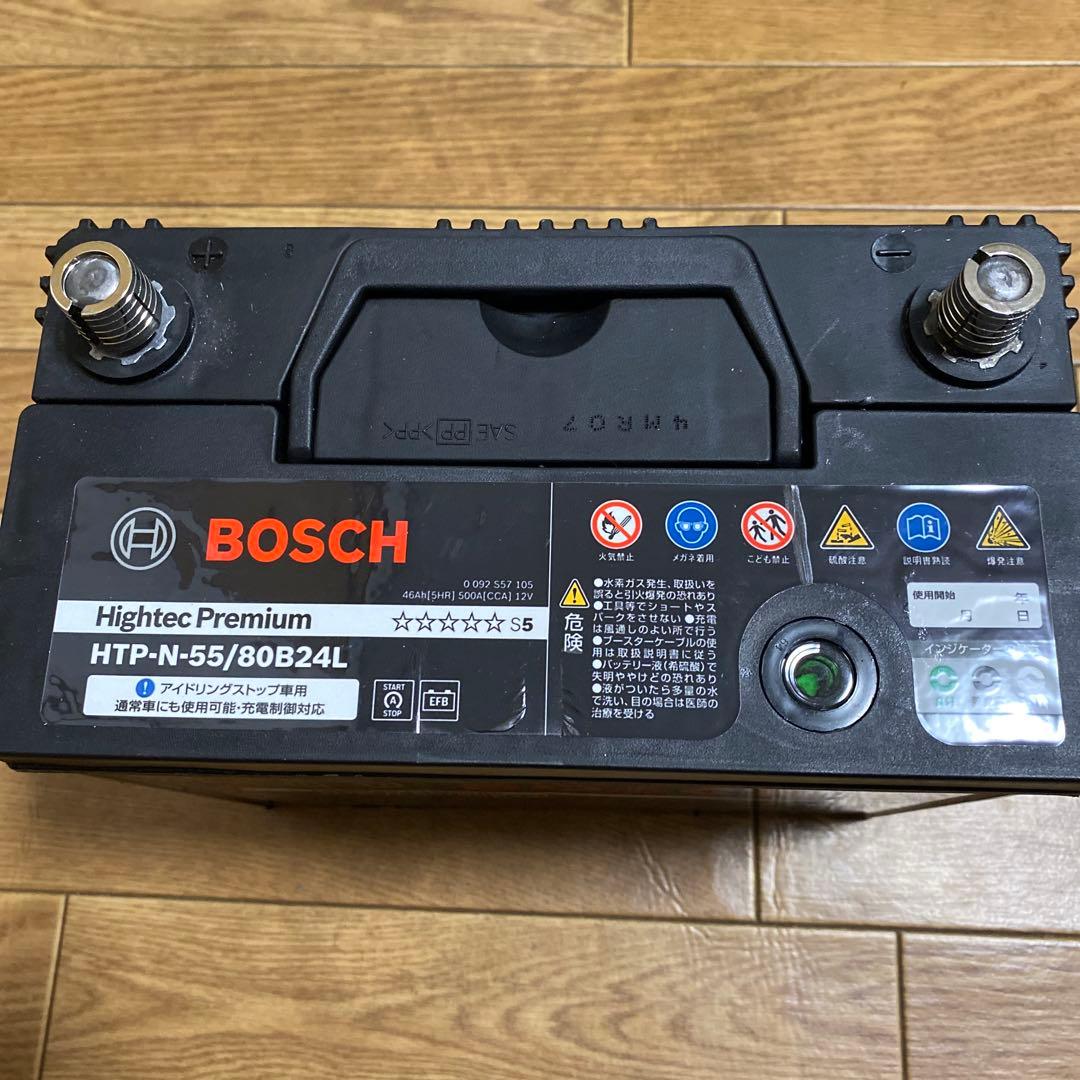 +
−
SAE PP >PP<
4MR07
BOSCH
0 092 S57 105
46Ah[5HR] 500A[CCA] 12V
Hightec Premium
☆☆☆☆☆ S5
HTP-N-55/80B24L
! アイドリングストップ車用
通常車にも使用可能・充電制御対応
START
A
STOP
EFB
火気禁止
メガネ着用
こども禁止
硫酸注意
説明書熟読
爆発注意
危険
●水素ガス発生、取扱いを
誤ると引火爆発の恐れあり
●工具等でショートやス
パークをさせない ●充電
は風通しのよい所で行う
●ブースターケーブルの使
用は取扱説明書に従う
●バッテリー液(希硫酸)で
失明ややけどの恐れあり
●液がついたら多量の水
で洗い、目の場合は医師の
治療を受ける
使用開始 年
月 日
インジケーター